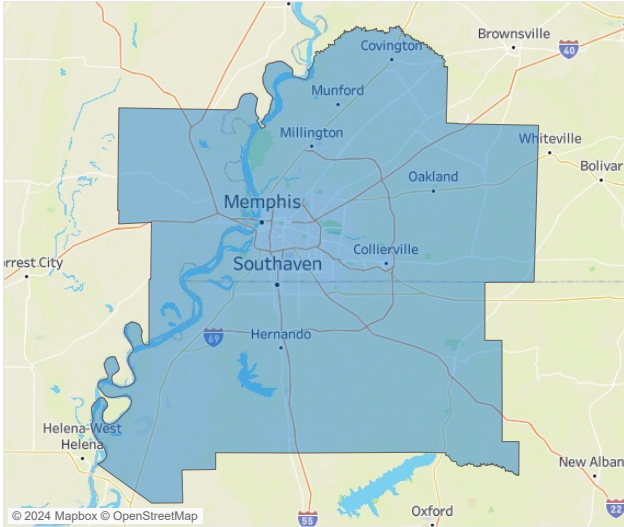 Covington
Brownsville
40
Munford
Millington
Whiteville
Oakland
Bolivar
Memphis
Collierville
orrest City
Southaven
69
Hernando
Helena-West
Helena
New Alban
Oxford
22
55
© 2024 Mapbox © OpenStreetMap